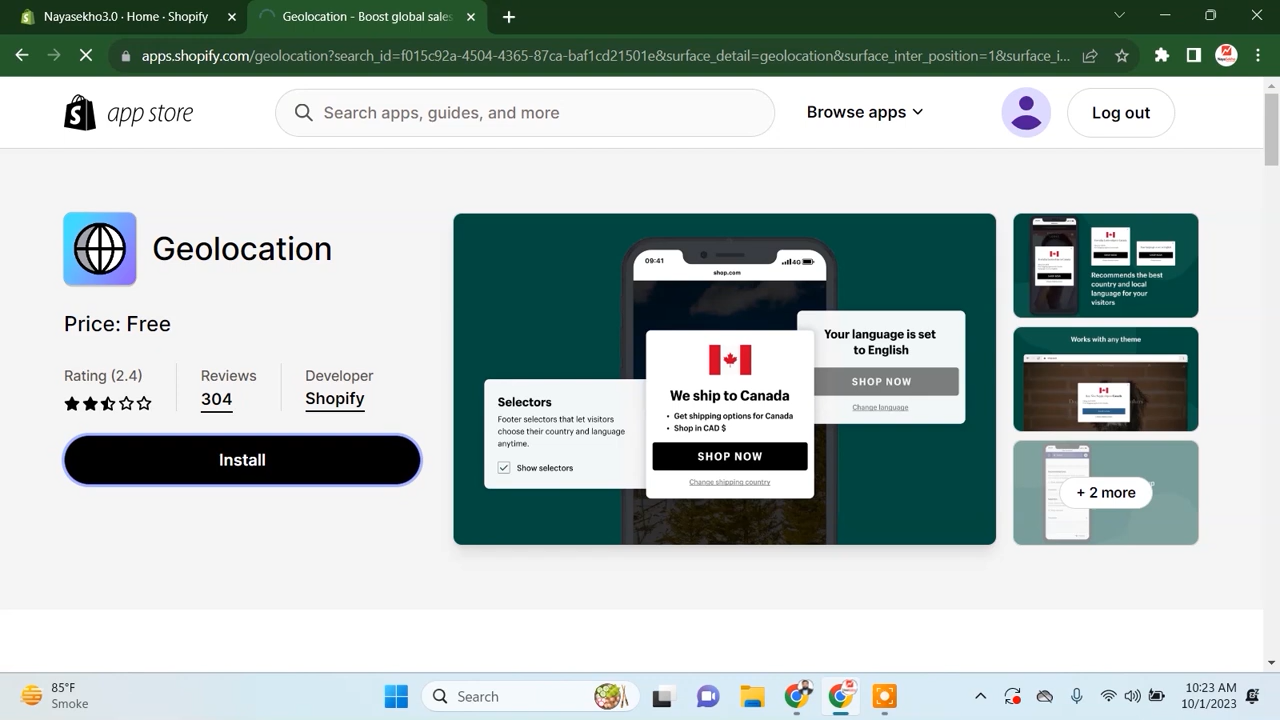 Nayasekho3.0 · Home · Shopify
Geolocation - Boost global sales
apps.shopify.com/geolocation?search_id=f015c92a-4504-4365-87ca-baf1cd21501e&surface_detail=geolocation&surface_inter_position=1&surface_i...
app store
Search apps, guides, and more
Browse apps
Log out
Geolocation
Price: Free
Rating (2.4)
Reviews
304
Developer
Shopify
Install
09:41
4G
shop.com
Selectors
Footer selectors that let visitors
choose their country and language
anytime.
Show selectors
We ship to Canada
• Get shipping options for Canada
• Shop in CAD $
SHOP NOW
Change shipping country
Your language is set
to English
SHOP NOW
Change language
Recommends the best
country and local
language for your
visitors
Works with any theme
+ 2 more
85°F
Smoke
Search
10:23 AM
10/1/2023